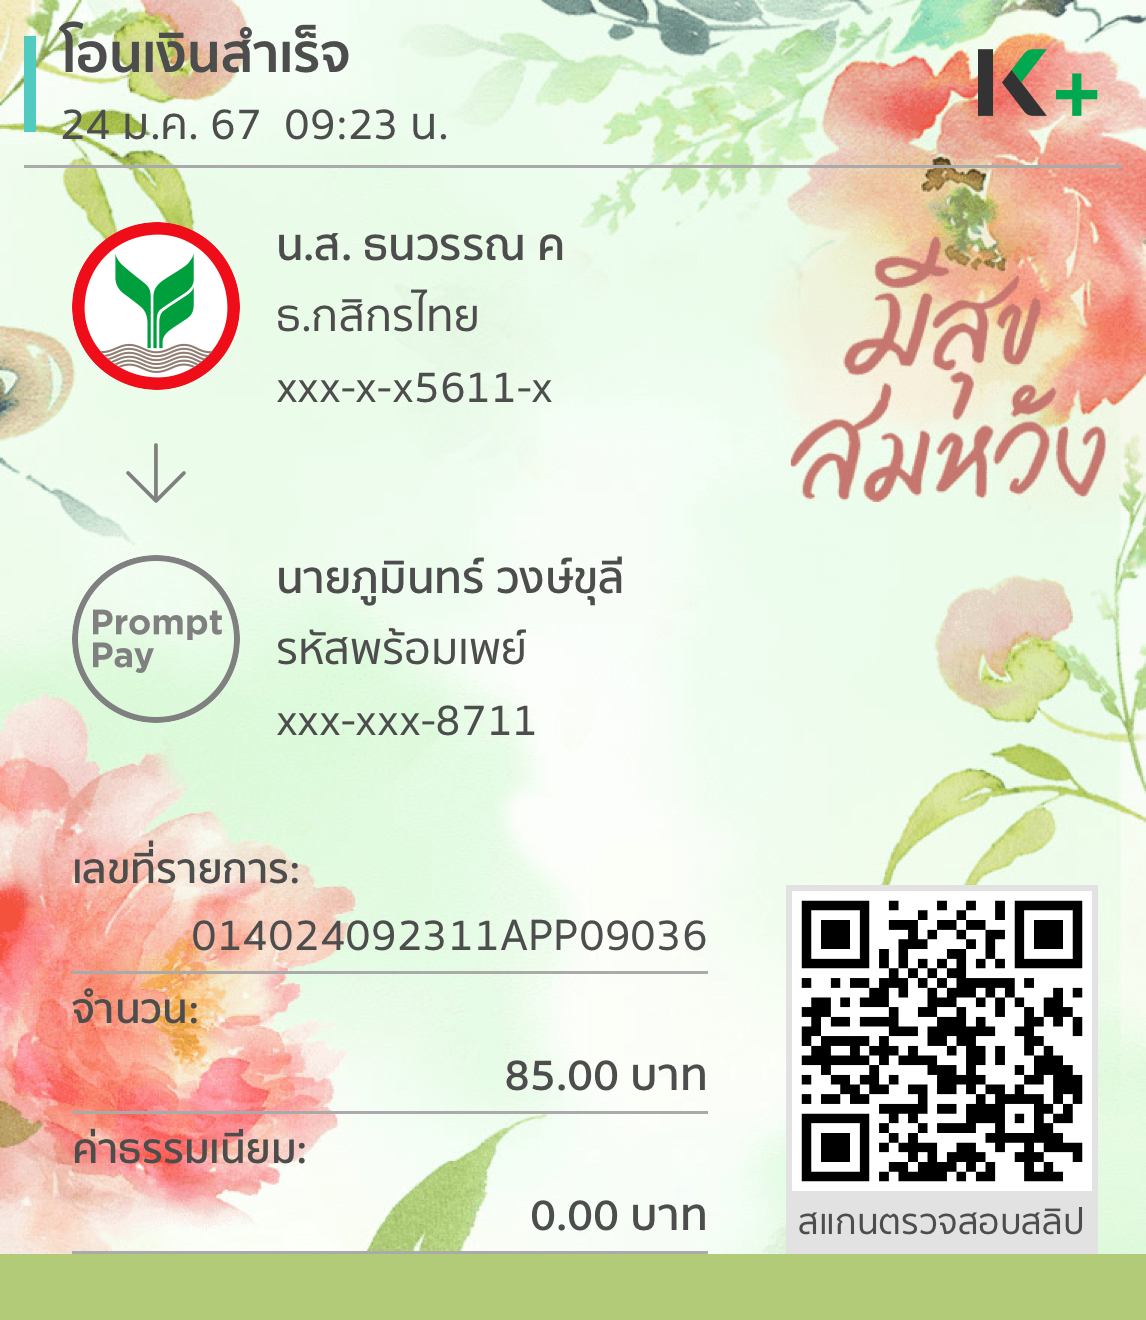 โอนเงินสำเร็จ
24 ม.ค. 67 09:23 น.
K+
น.ส. ธนวรรณ ค
ธ.กสิกรไทย
xxx-x-x5611-x
มีสุข
สมหวัง
Prompt
Pay
นายภูมินทร์ วงษ์ขุลี
รหัสพร้อมเพย์
xxx-xxx-8711
เลขที่รายการ:
014024092311APP09036
จำนวน:
85.00 บาท
ค่าธรรมเนียม:
0.00 บาท
สแกนตรวจสอบสลิป